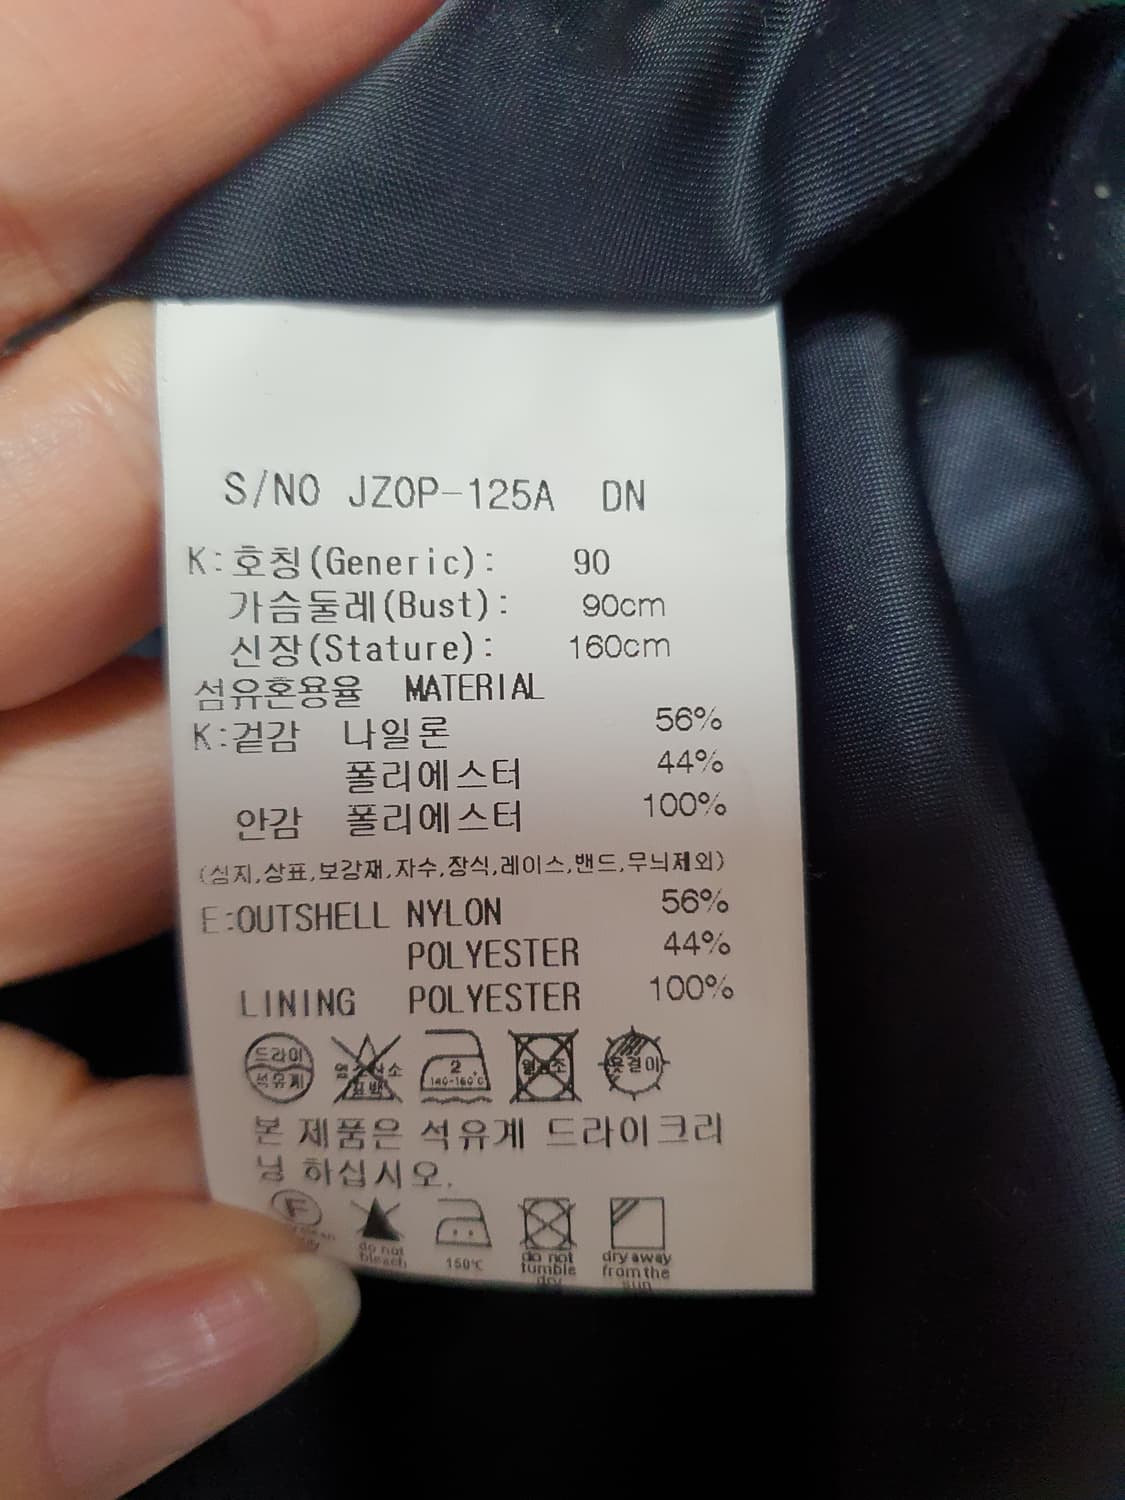 S/NO JZOP-125A DN
K:호칭(Generic): 90
가슴둘레(Bust): 90cm
신장(Stature): 160cm
섬유혼용율 MATERIAL
K:겉감 나일론 56%
폴리에스터 44%
안감 폴리에스터 100%
(심지,상표,보강재,자수,장식,레이스,밴드,무늬제외)
E:OUTSHELL NYLON 56%
POLYESTER 44%
LINING POLYESTER 100%
드라이
석유계
표백
2
140-160°C
옷걸이
본 제품은 석유계 드라이크리
닝 하십시오.
F
do not
bleach
150°C
do not
tumble
dry
dry away
from the
sun